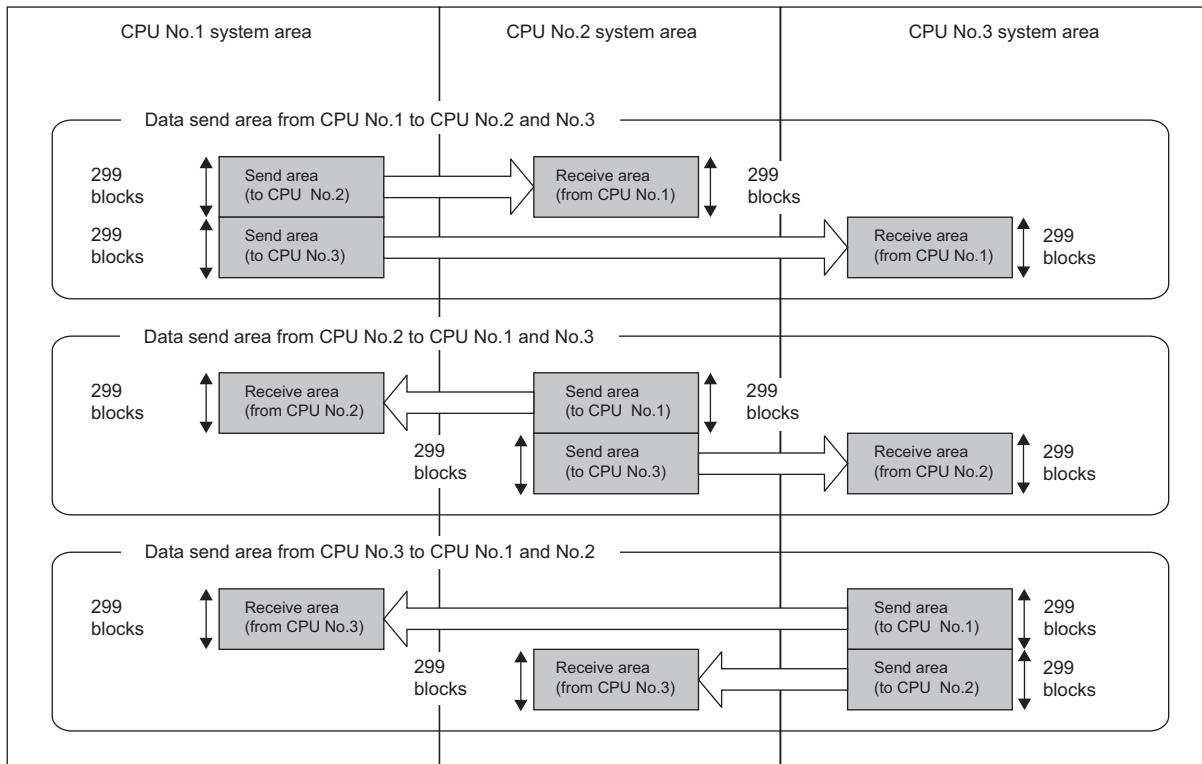 CPU No.1 system area
CPU No.2 system area
CPU No.3 system area
Data send area from CPU No.1 to CPU No.2 and No.3
299
blocks
Send area
(to CPU No.2)
Receive area
(from CPU No.1)
299
blocks
299
blocks
Send area
(to CPU No.3)
Receive area
(from CPU No.1)
299
blocks
Data send area from CPU No.2 to CPU No.1 and No.3
299
blocks
Receive area
(from CPU No.2)
Send area
(to CPU No.1)
299
blocks
299
blocks
Send area
(to CPU No.3)
Receive area
(from CPU No.2)
299
blocks
Data send area from CPU No.3 to CPU No.1 and No.2
299
blocks
Receive area
(from CPU No.3)
Send area
(to CPU No.1)
299
blocks
299
blocks
Receive area
(from CPU No.3)
Send area
(to CPU No.2)
299
blocks